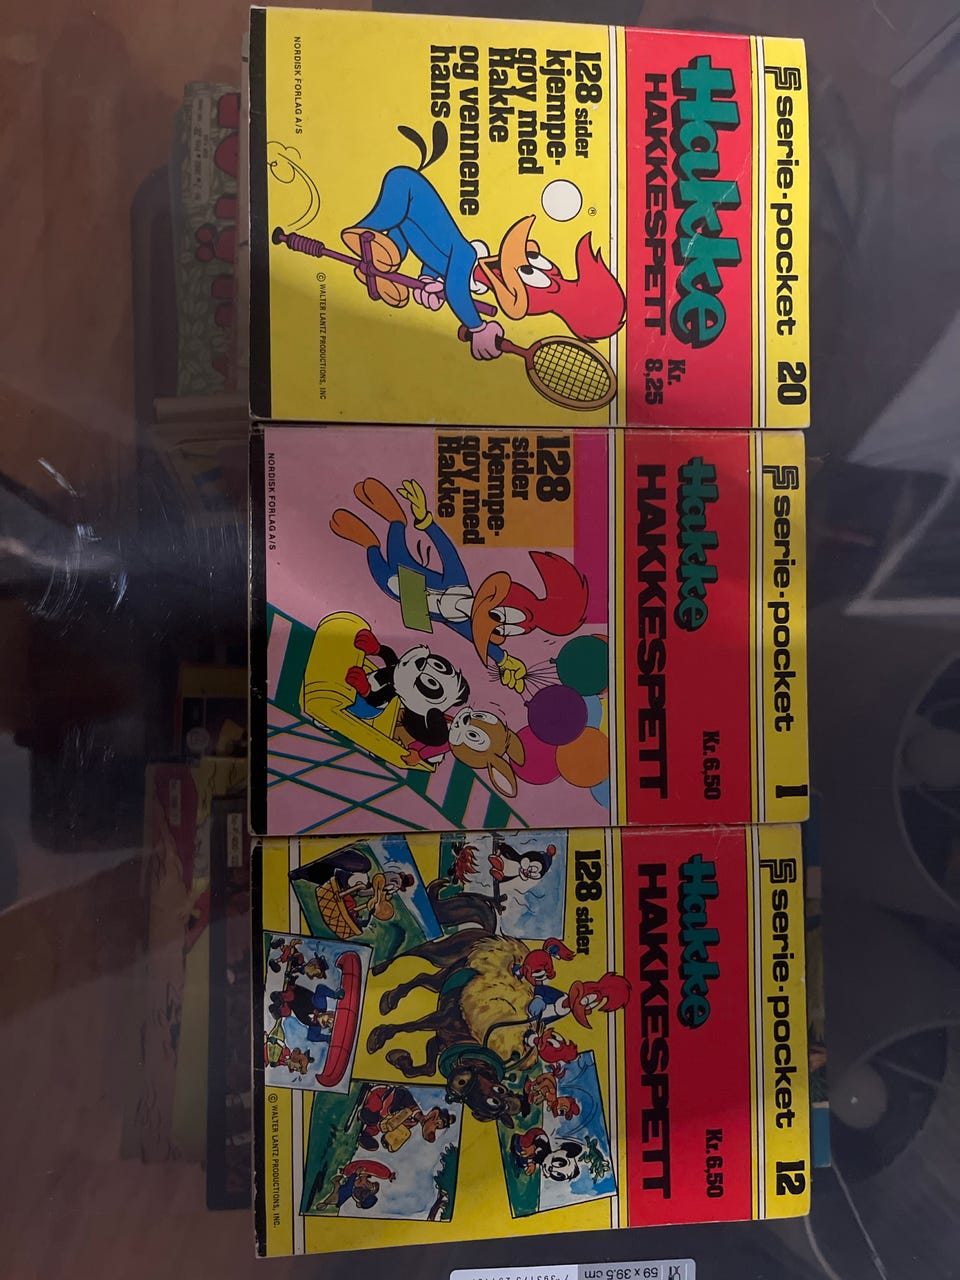 serie-pocket 20
Hakke
HAKKESPETT
Kr.
8,25
128 sider
kjempe-
gøy med
Hakke
og vennene
hans
®
© WALTER LANTZ PRODUCTIONS, INC
NORDISK FORLAG A/S
serie-pocket 1
Hakke
HAKKESPETT
Kr. 6,50
128
sider
kjempe-
gøy med
Hakke
NORDISK FORLAG A/S
serie-pocket 12
Hakke
HAKKESPETT
Kr. 6,50
128 sider
© WALTER LANTZ PRODUCTIONS, INC.
59 x 39.5 cm